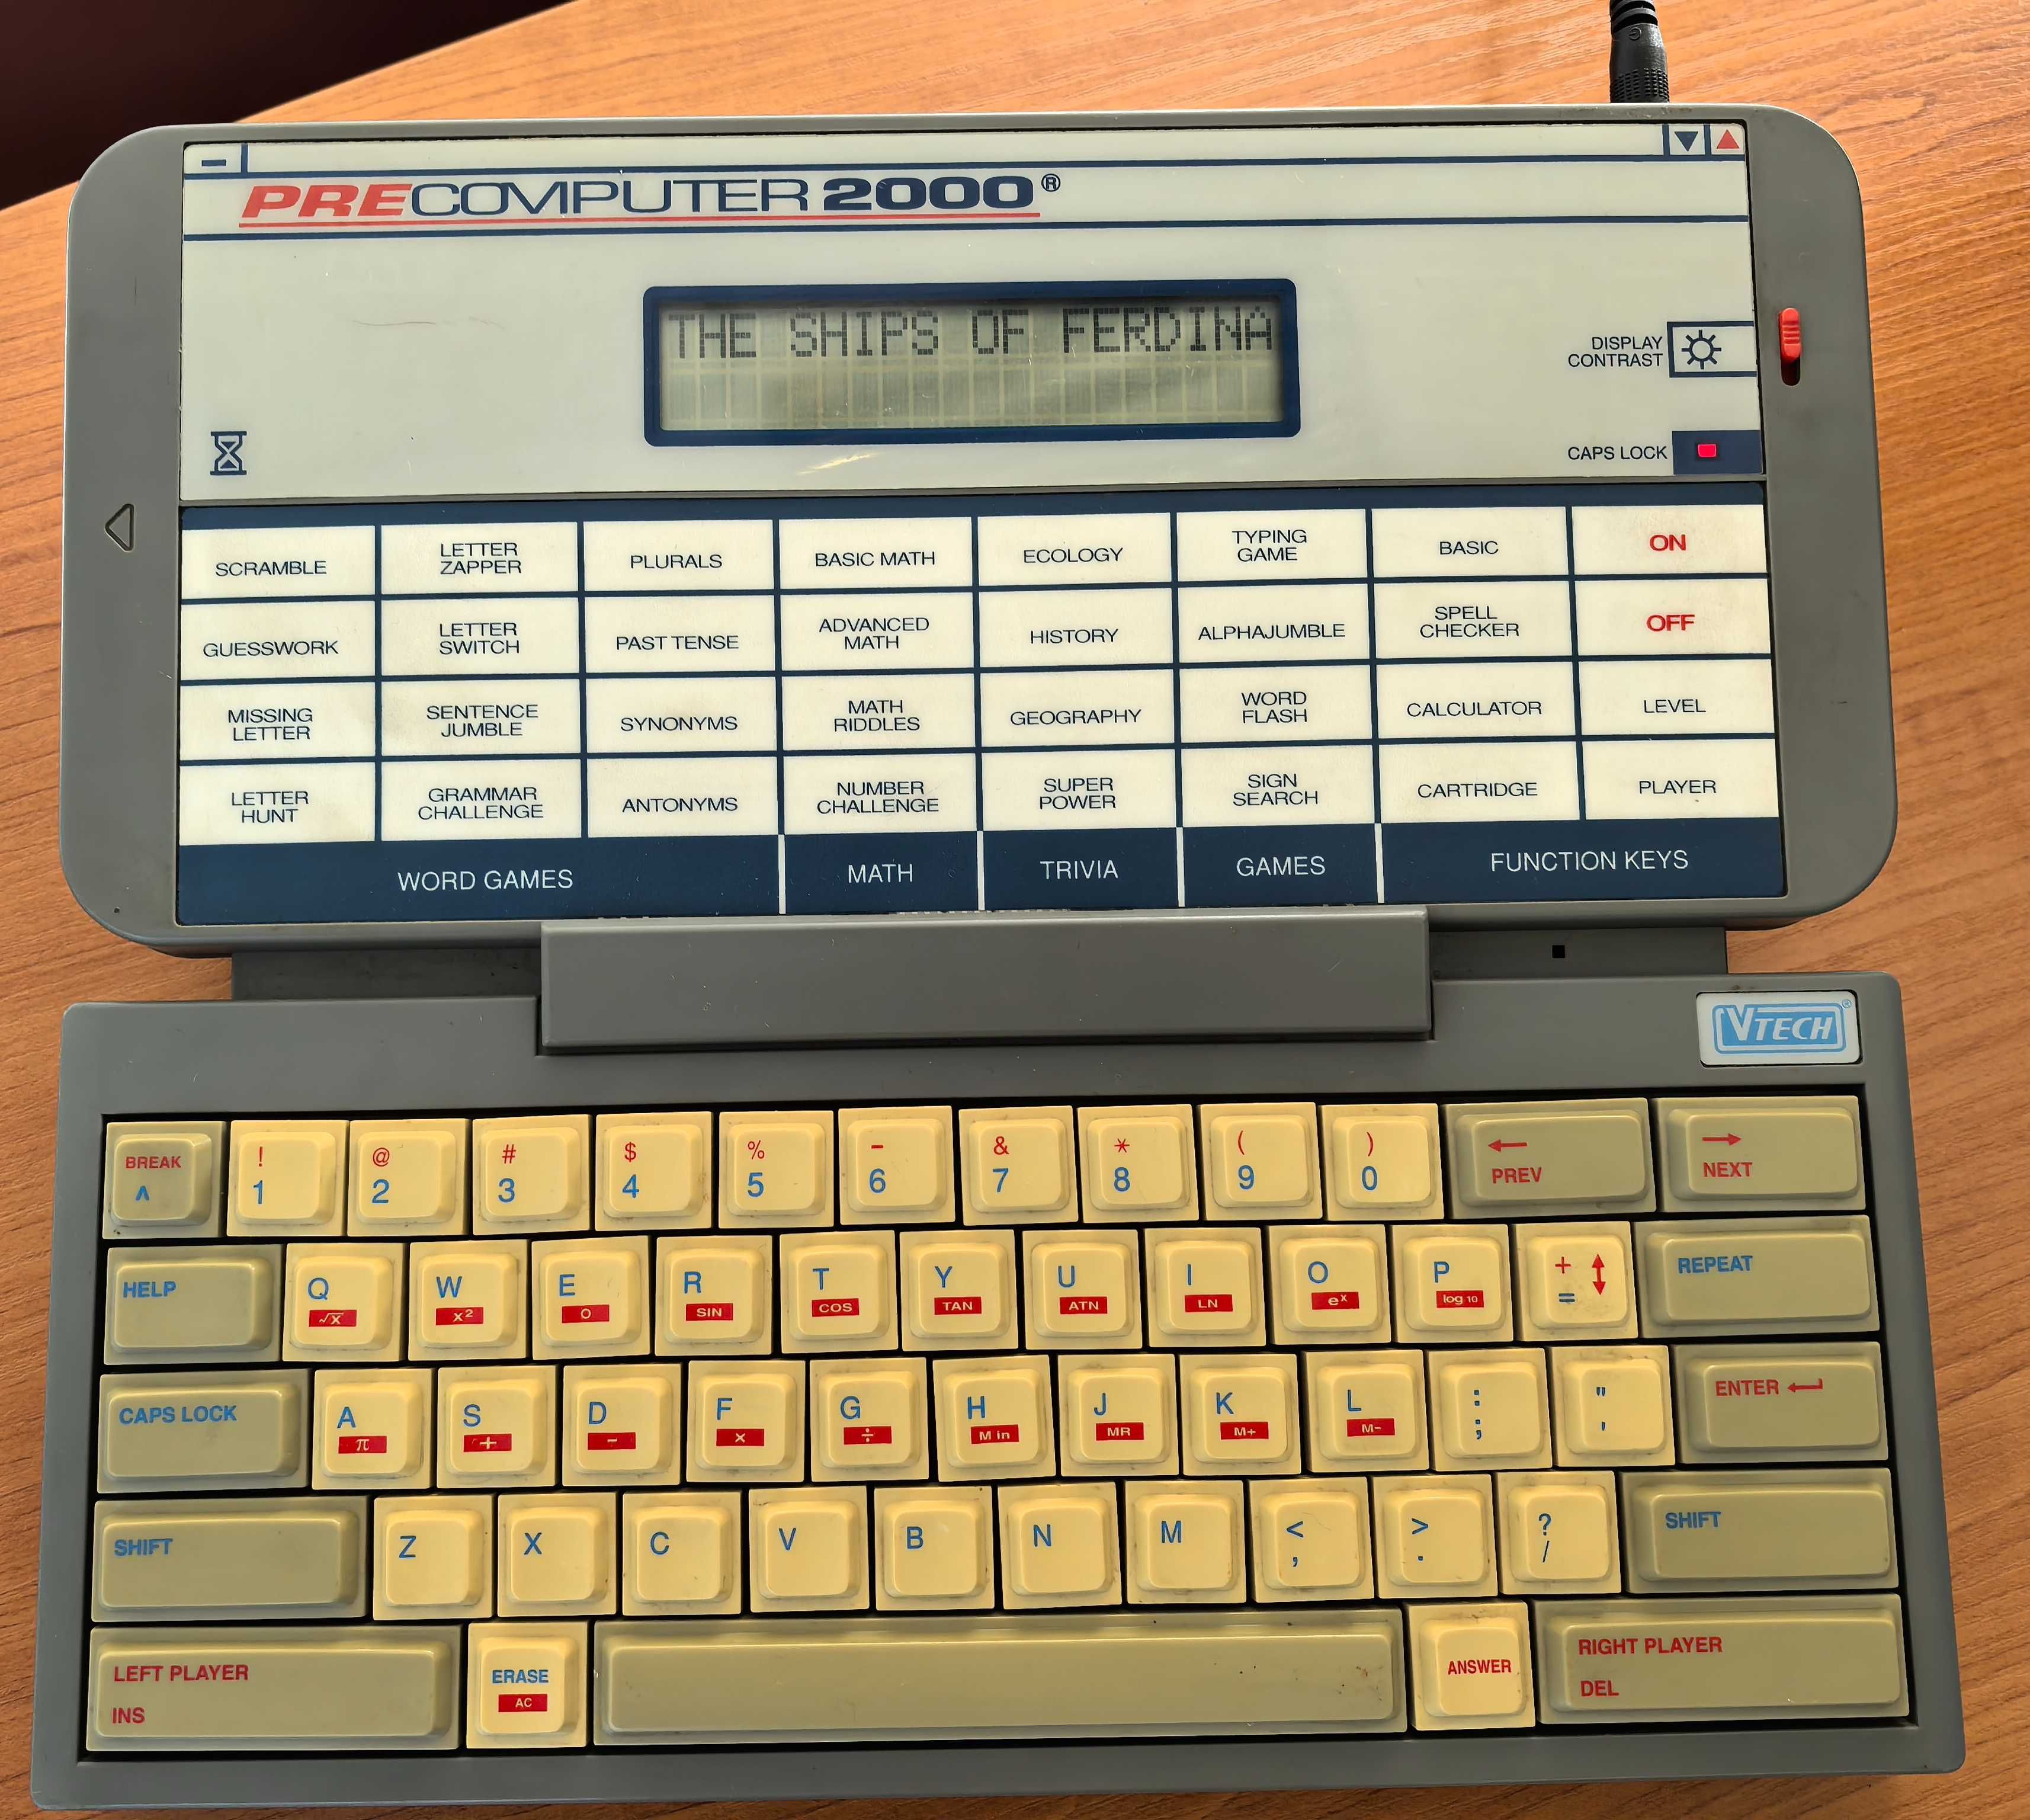 PRECOMPUTER 2000®
THE SHIPS OF FERDINA
DISPLAY
CONTRAST
CAPS LOCK
SCRAMBLE
LETTER
ZAPPER
PLURALS
BASIC MATH
ECOLOGY
TYPING
GAME
BASIC
ON
GUESSWORK
LETTER
SWITCH
PAST TENSE
ADVANCED
MATH
HISTORY
ALPHAJUMBLE
SPELL
CHECKER
OFF
MISSING
LETTER
SENTENCE
JUMBLE
SYNONYMS
MATH
RIDDLES
GEOGRAPHY
WORD
FLASH
CALCULATOR
LEVEL
LETTER
HUNT
GRAMMAR
CHALLENGE
ANTONYMS
NUMBER
CHALLENGE
SUPER
POWER
SIGN
SEARCH
CARTRIDGE
PLAYER
WORD GAMES
MATH
TRIVIA
GAMES
FUNCTION KEYS
VTECH®
BREAK
^
!
1
@
2
#
3
$
4
%
5
-
6
&
7
*
8
(
9
)
0
←
PREV
→
NEXT
HELP
Q
√x
W
x²
E
O
R
SIN
T
COS
Y
TAN
U
ATN
I
LN
O
eˣ
P
log 10
+ ↕
=
REPEAT
CAPS LOCK
A
π
S
+
D
-
F
×
G
÷
H
M in
J
MR
K
M+
L
M-
:
;
"
'
ENTER ↵
SHIFT
Z
X
C
V
B
N
M
<
,
>
.
?
/
SHIFT
LEFT PLAYER
INS
ERASE
AC
ANSWER
RIGHT PLAYER
DEL